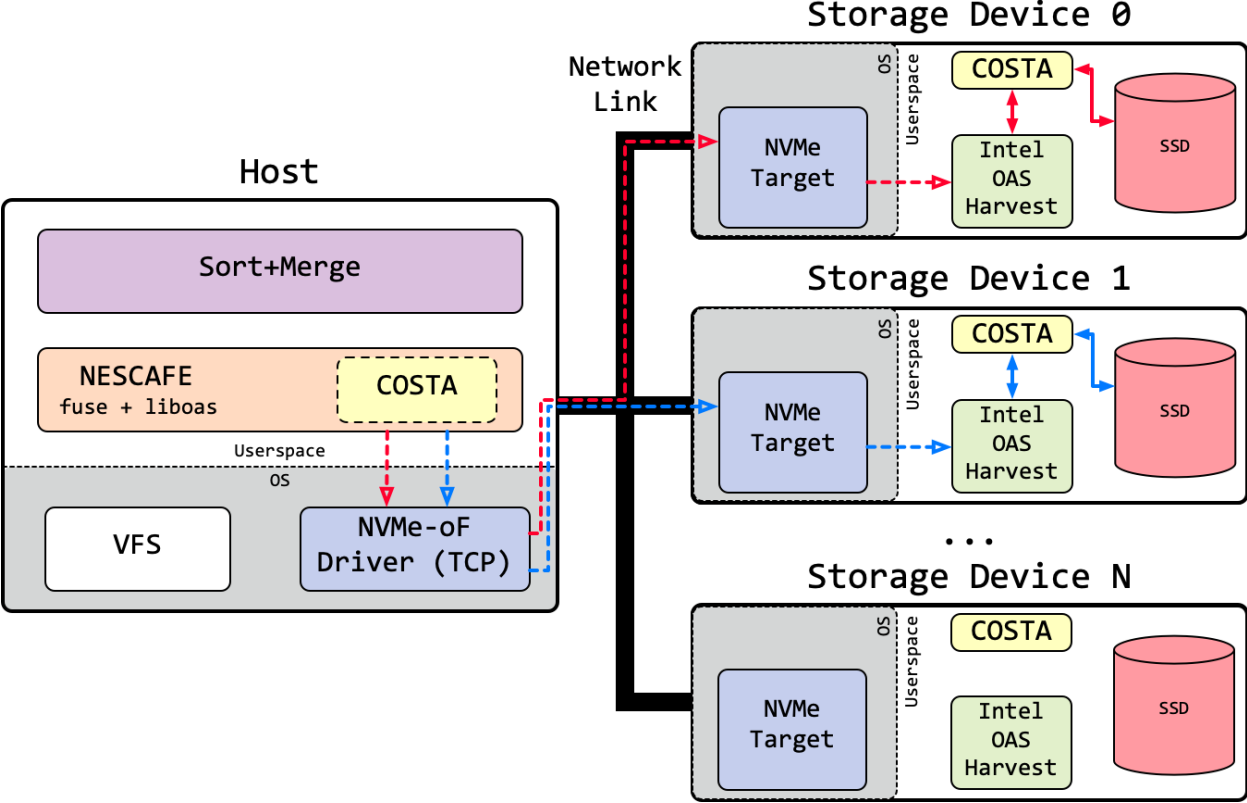 Host
Sort+Merge
NESCAFE
fuse + liboas
COSTA
Userspace
OS
VFS
NVMe-oF
Driver (TCP)
Network
Link
Storage Device 0
OS
Userspace
NVMe
Target
COSTA
Intel
OAS
Harvest
SSD
Storage Device 1
OS
Userspace
NVMe
Target
COSTA
Intel
OAS
Harvest
SSD
...
Storage Device N
OS
Userspace
NVMe
Target
COSTA
Intel
OAS
Harvest
SSD